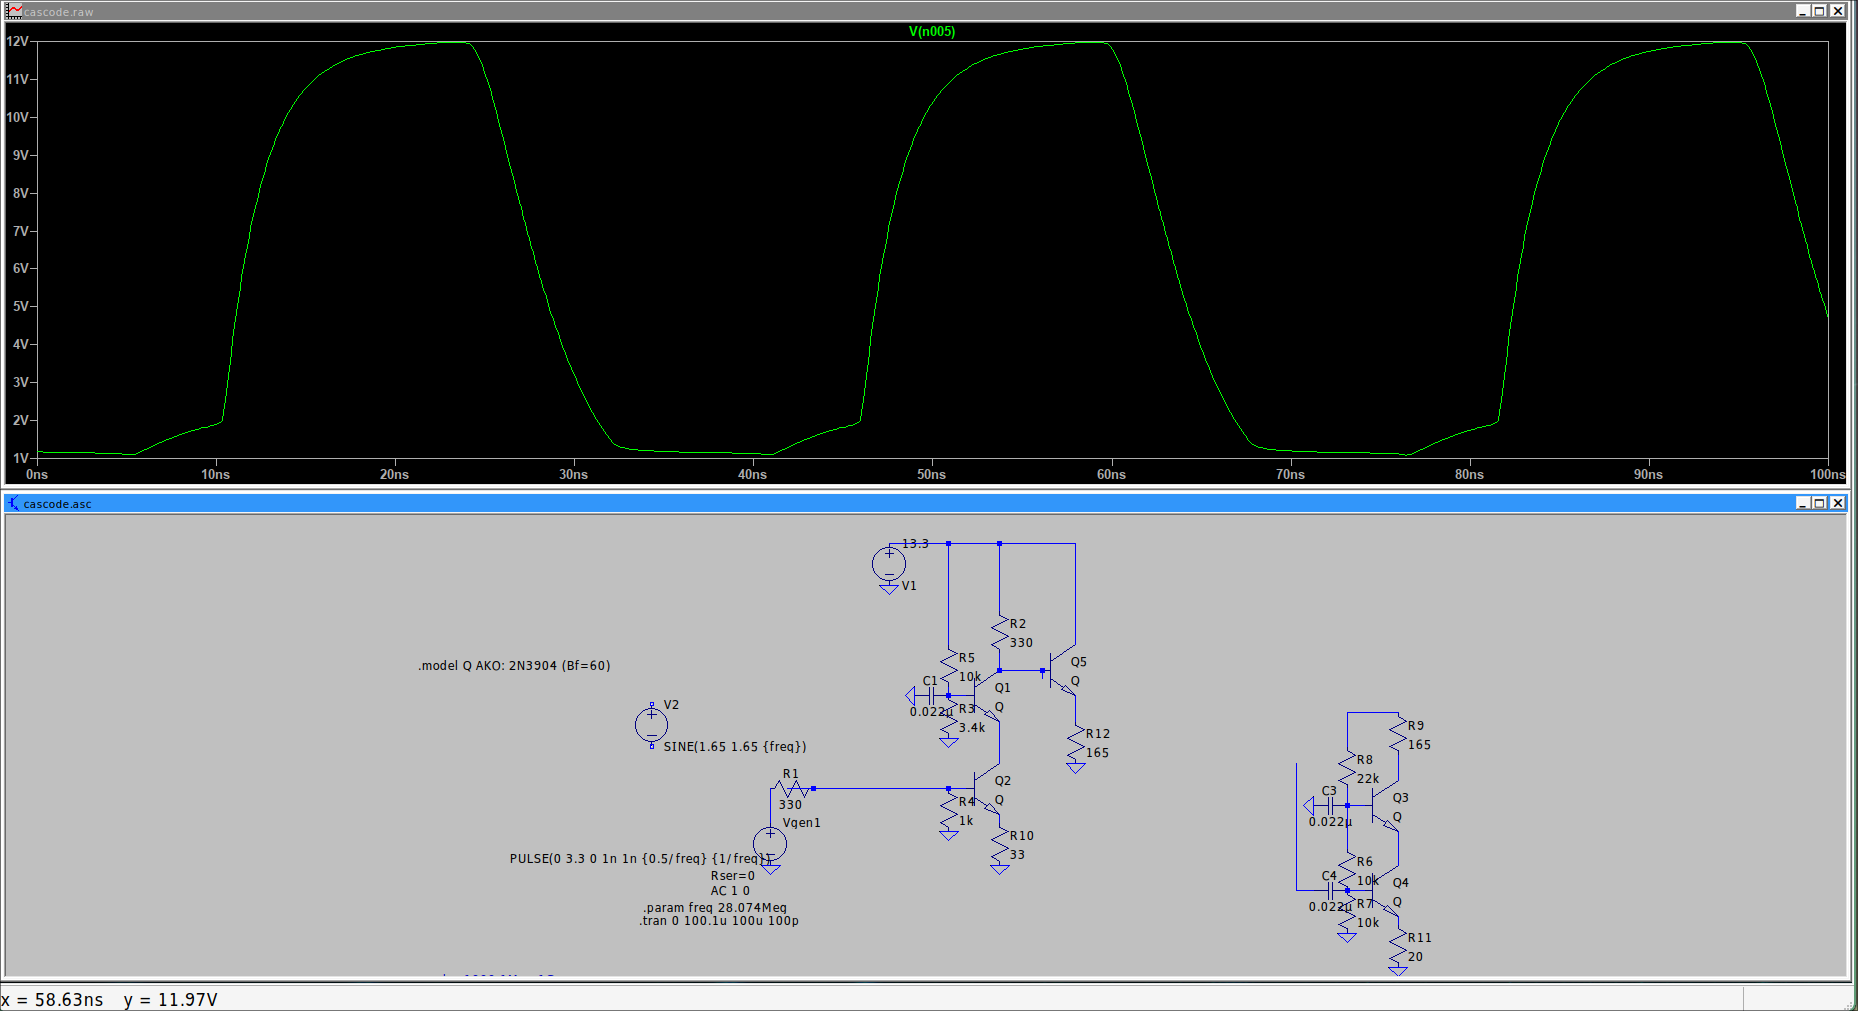 cascode.raw
V(n005)
12V
11V
10V
9V
8V
7V
6V
5V
4V
3V
2V
1V
0ns
10ns
20ns
30ns
40ns
50ns
60ns
70ns
80ns
90ns
100ns
cascode.asc
13.3
V1
R2
330
.model Q AKO: 2N3904 (Bf=60)
R5
10k
Q5
Q
C1
0.022µ
Q1
Q
R3
3.4k
V2
SINE(1.65 1.65 {freq})
R12
165
R9
165
R1
330
R8
22k
Q2
Q
R4
1k
C3
0.022µ
Q3
Q
Vgen1
R10
33
PULSE(0 3.3 0 1n 1n {0.5/freq} {1/freq})
Rser=0
AC 1 0
.param freq 28.074Meg
.tran 0 100.1u 100u 100p
R6
10k
C4
0.022µ
Q4
Q
R7
10k
R11
20
x = 58.63ns y = 11.97V